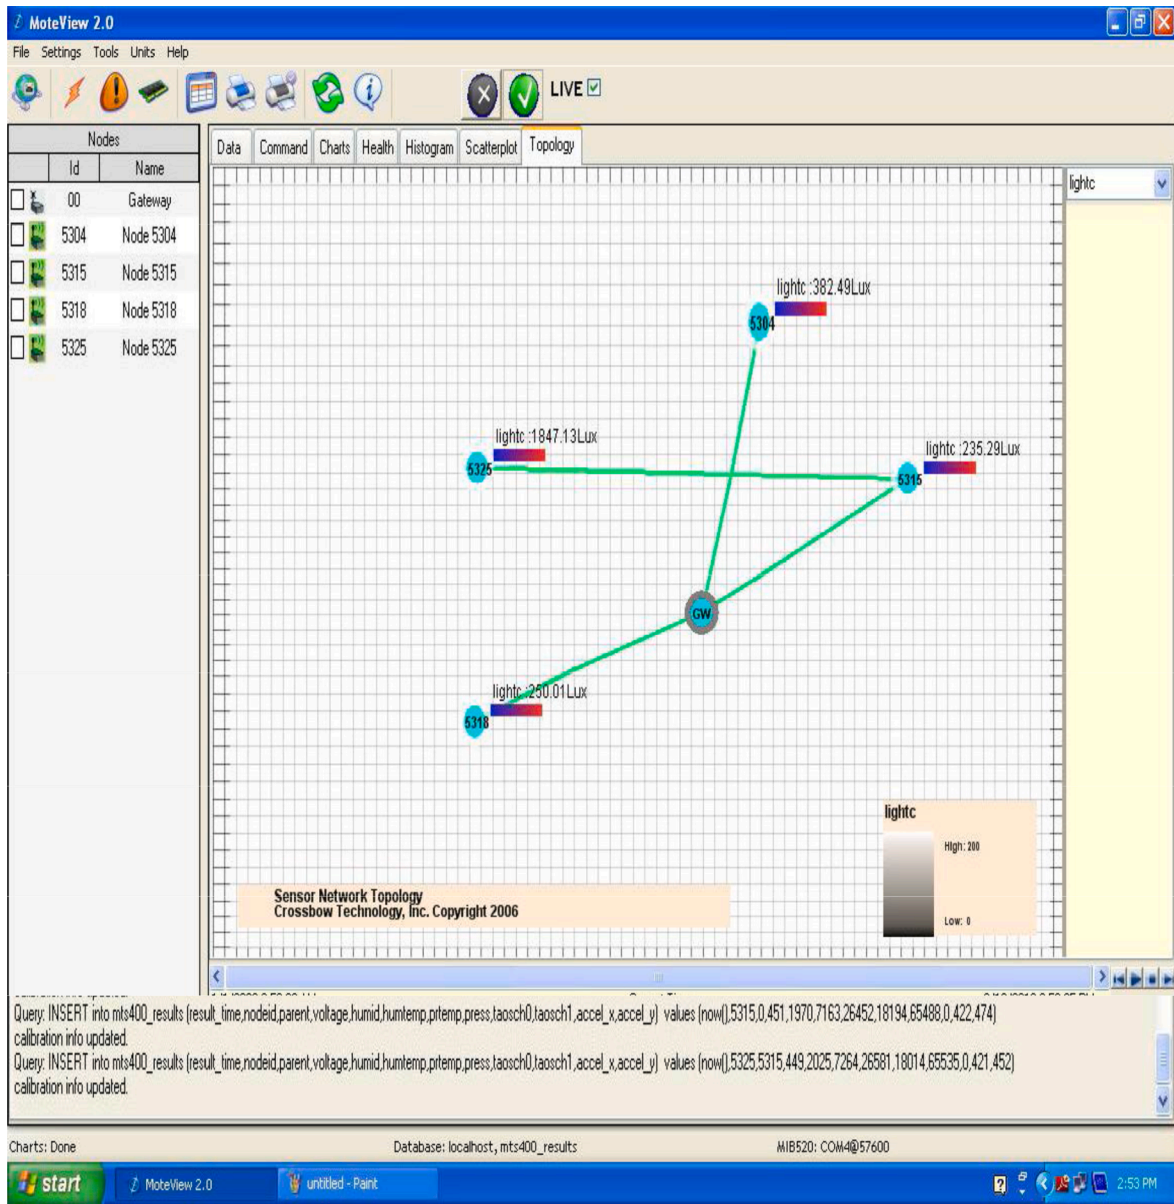 MoteView 2.0
File Settings Tools Units Help
LIVE
Nodes
Id Name
00 Gateway
5304 Node 5304
5315 Node 5315
5318 Node 5318
5325 Node 5325
Data Command Charts Health Histogram Scatterplot Topology
lightc
lightc :382.49Lux
5304
lightc :1847.13Lux
5325
lightc :235.29Lux
5315
GW
lightc :250.01Lux
5318
lightc
High: 200
Low: 0
Sensor Network Topology
Crossbow Technology, Inc. Copyright 2006
Query: INSERT into mts400_results (result_time,nodeid,parent,voltage,humid,humtemp,prtemp,press,taosch0,taosch1,accel_x,accel_y) values (now(),5315,0,451,1970,7163,26452,18194,65488,0,422,474)
calibration info updated.
Query: INSERT into mts400_results (result_time,nodeid,parent,voltage,humid,humtemp,prtemp,press,taosch0,taosch1,accel_x,accel_y) values (now(),5325,5315,449,2025,7264,26581,18014,65535,0,421,452)
calibration info updated.
Charts: Done
Database: localhost, mts400_results
MIB520: COM4@57600
start
MoteView 2.0
untitled - Paint
2:53 PM